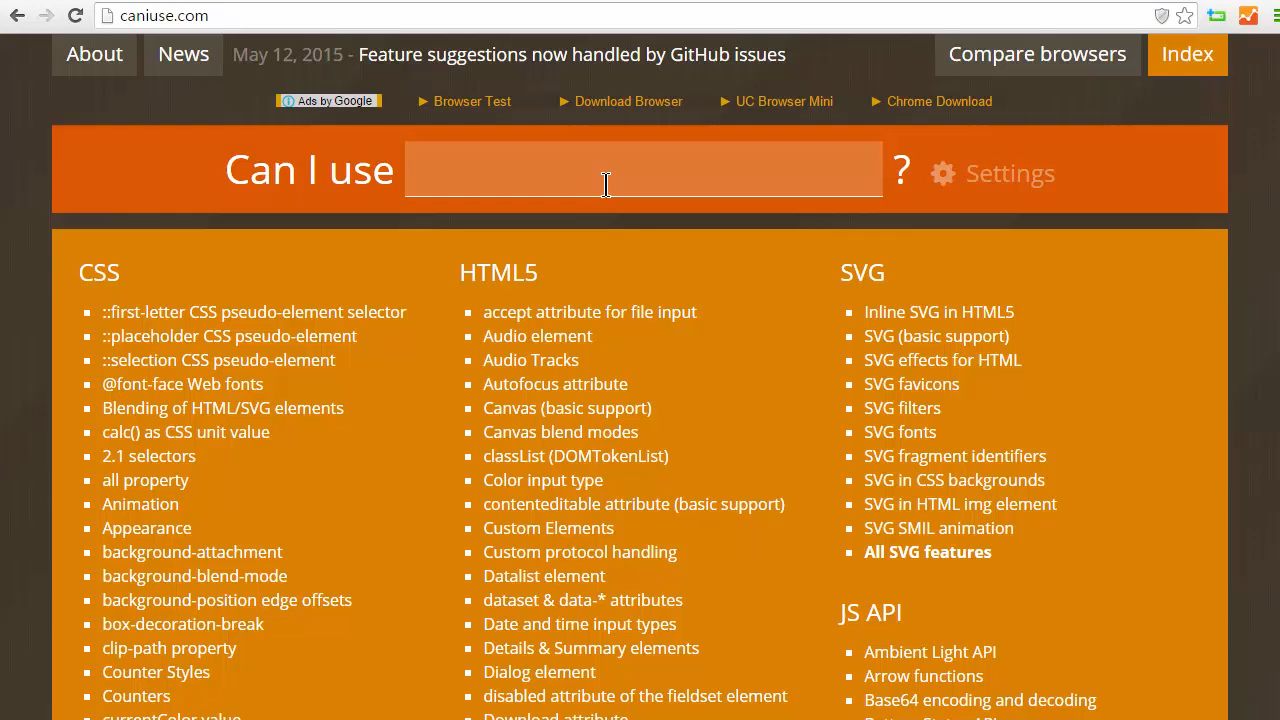 caniuse.com
About
News
May 12, 2015 - Feature suggestions now handled by GitHub issues
Compare browsers
Index
Ads by Google
► Browser Test
► Download Browser
► UC Browser Mini
► Chrome Download
Can I use
?
Settings
CSS
::first-letter CSS pseudo-element selector
::placeholder CSS pseudo-element
::selection CSS pseudo-element
@font-face Web fonts
Blending of HTML/SVG elements
calc() as CSS unit value
2.1 selectors
all property
Animation
Appearance
background-attachment
background-blend-mode
background-position edge offsets
box-decoration-break
clip-path property
Counter Styles
Counters
currentColor value
HTML5
accept attribute for file input
Audio element
Audio Tracks
Autofocus attribute
Canvas (basic support)
Canvas blend modes
classList (DOMTokenList)
Color input type
contenteditable attribute (basic support)
Custom Elements
Custom protocol handling
Datalist element
dataset & data-* attributes
Date and time input types
Details & Summary elements
Dialog element
disabled attribute of the fieldset element
Download attribute
SVG
Inline SVG in HTML5
SVG (basic support)
SVG effects for HTML
SVG favicons
SVG filters
SVG fonts
SVG fragment identifiers
SVG in CSS backgrounds
SVG in HTML img element
SVG SMIL animation
All SVG features
JS API
Ambient Light API
Arrow functions
Base64 encoding and decoding